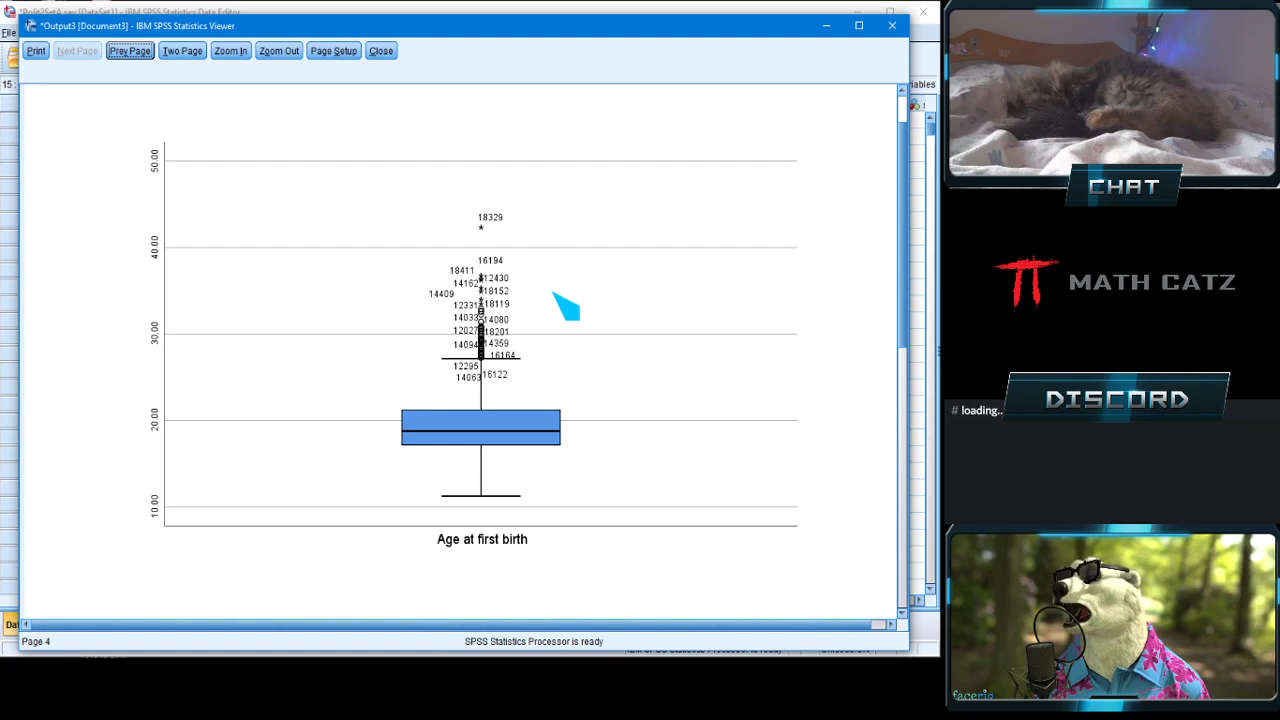 *Output3 [Document3] - IBM SPSS Statistics Viewer
Print Next Page Prev Page Two Page Zoom In Zoom Out Page Setup Close
File
15 :
50.00
40.00
30.00
20.00
10.00
18329
16194
18411
12430
14162
18152
14409
18119
12331
14033
14080
12027
18201
14094
14359
16164
12295
14063
16122
Age at first birth
Page 4
SPSS Statistics Processor is ready
CHAT
MATH CATZ
DISCORD
# loading..
facerig